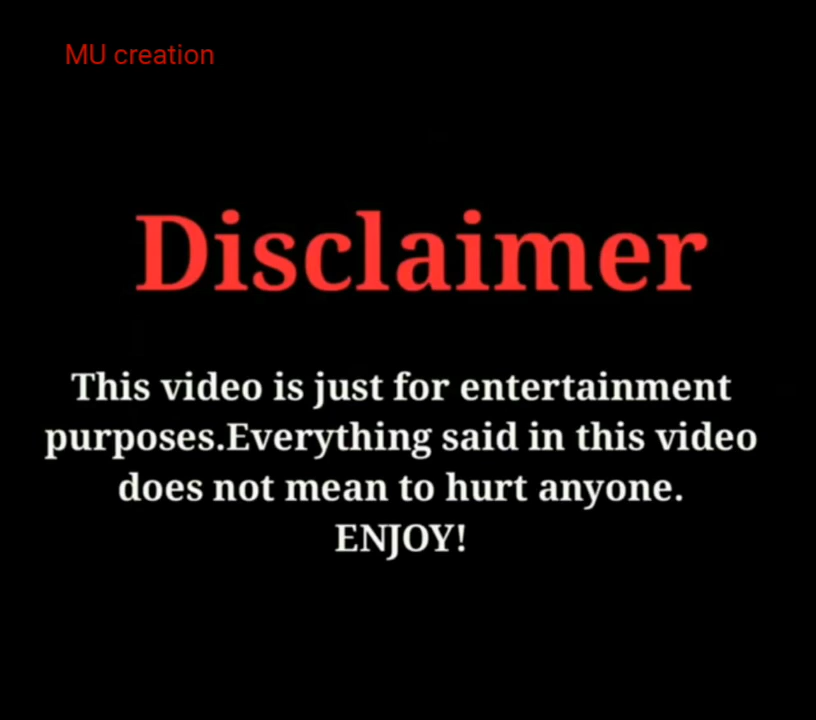 MU creation
Disclaimer
This video is just for entertainment
purposes.Everything said in this video
does not mean to hurt anyone.
ENJOY!